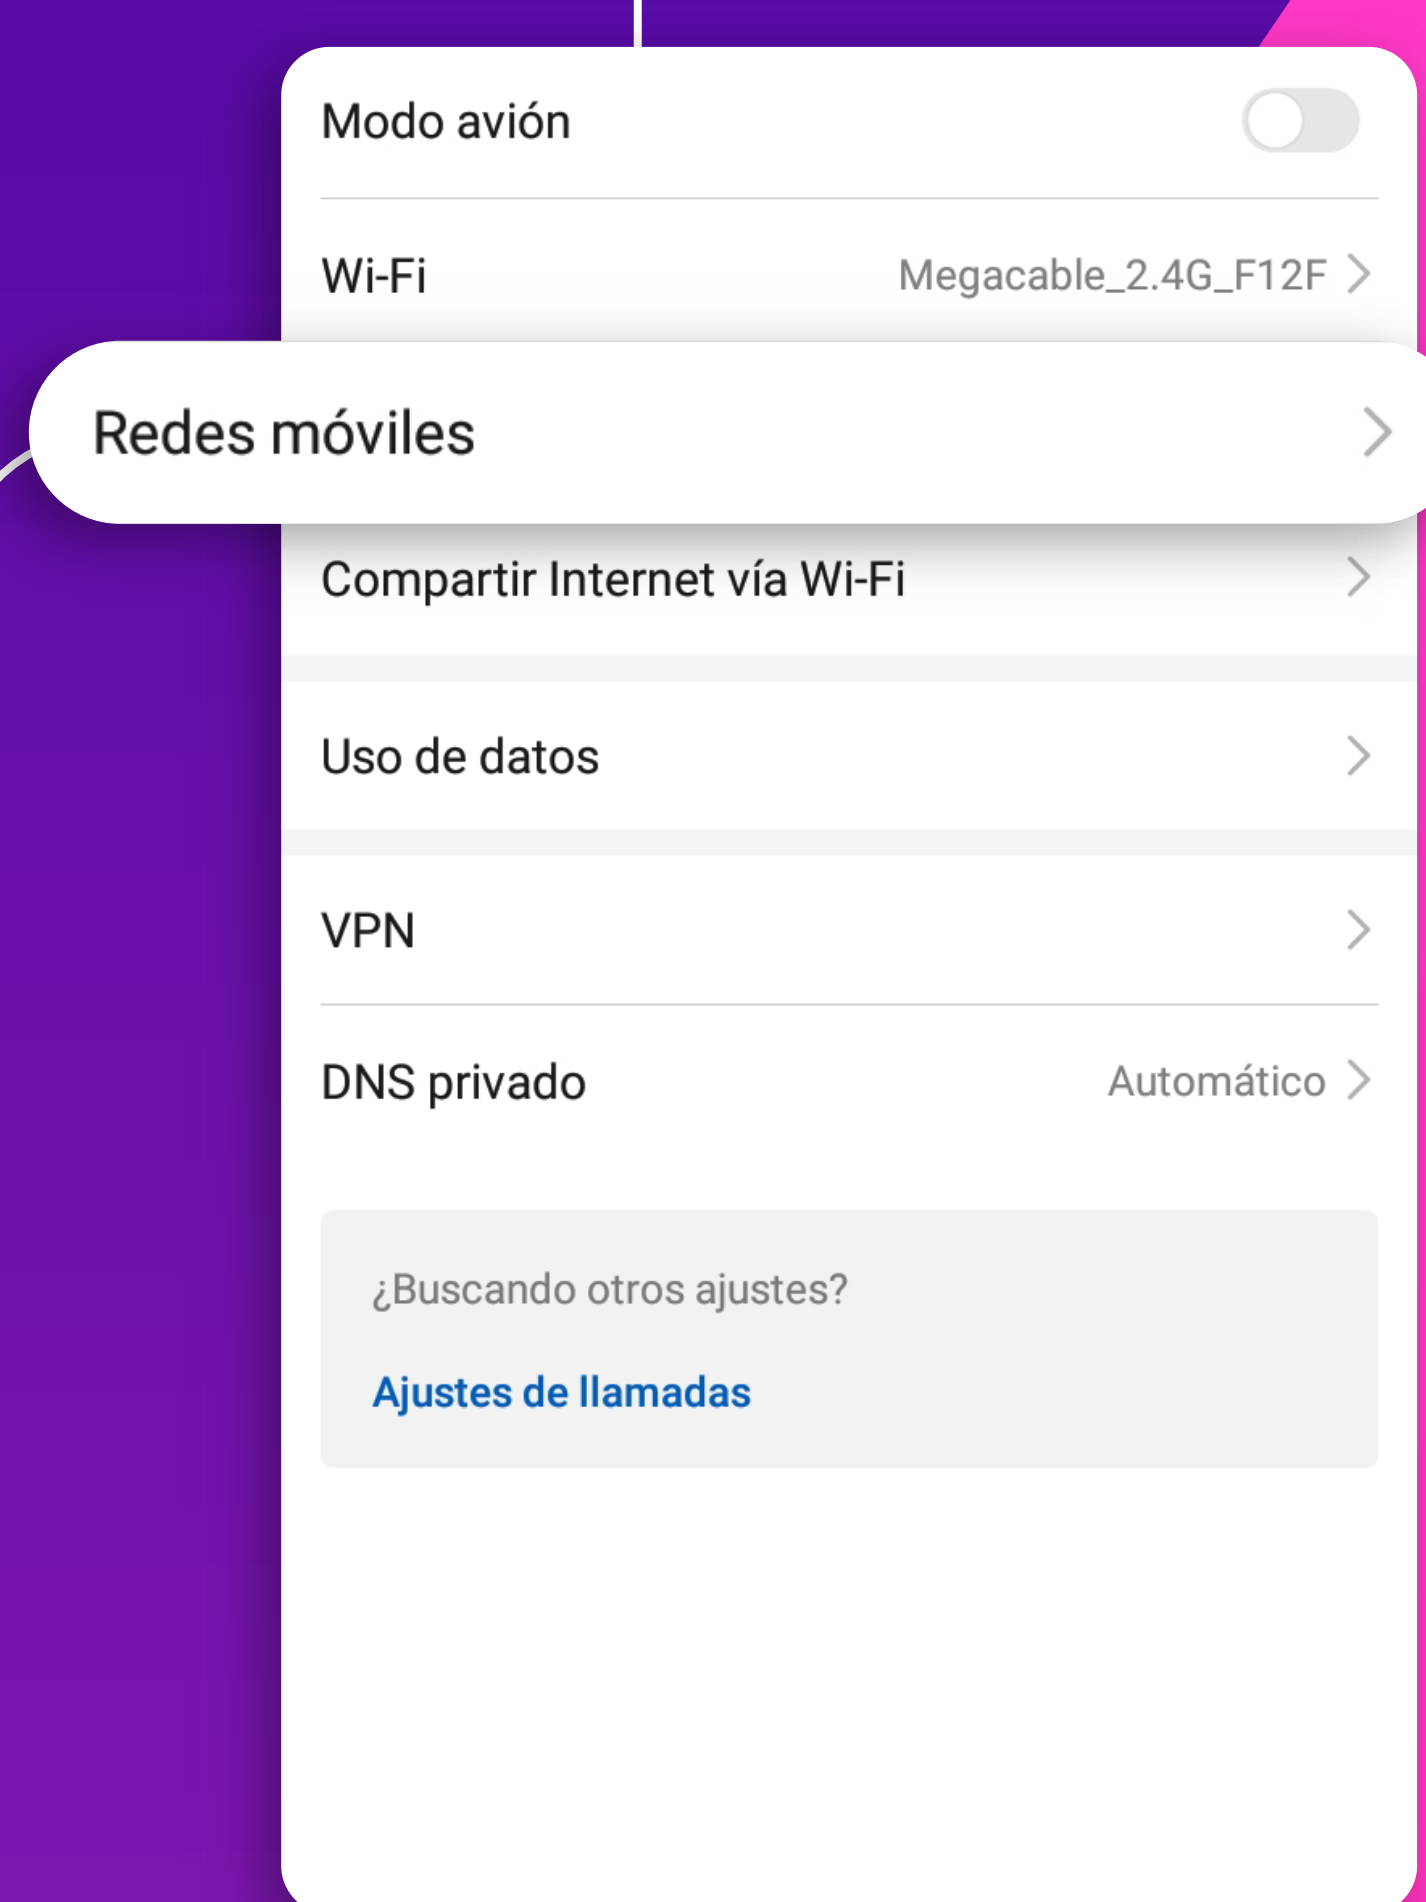 Modo avión
Wi-Fi Megacable_2.4G_F12F
Redes móviles
Compartir Internet vía Wi-Fi
Uso de datos
VPN
DNS privado Automático
¿Buscando otros ajustes?
Ajustes de llamadas